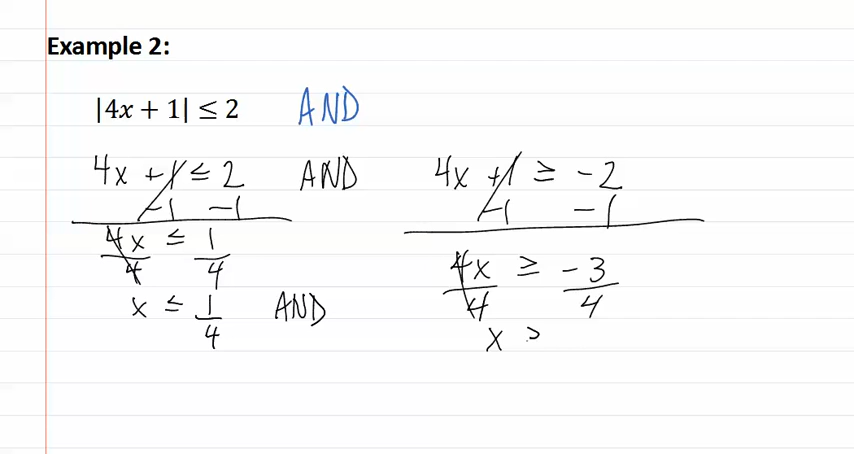 Example 2:
|4x + 1| ≤ 2 AND
4x + 1 ≤ 2 AND 4x + 1 ≥ -2
-1 -1 -1 -1
4x/4 ≤ 1/4 4x/4 ≥ -3/4
x ≤ 1/4 AND x >